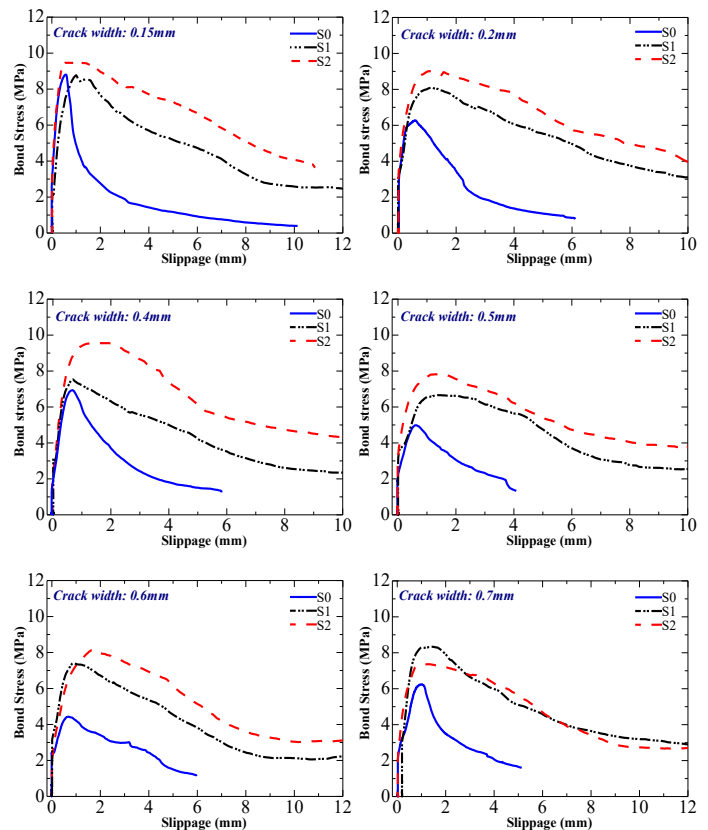 Crack width: 0.15mm
S0
S1
S2
Bond Stress (MPa)
12
10
8
6
4
2
0
0 2 4 6 8 10 12
Slippage (mm)
Crack width: 0.2mm
S0
S1
S2
Bond stress (MPa)
12
10
8
6
4
2
0
0 2 4 6 8 10
Slippage (mm)
Crack width: 0.4mm
S0
S1
S2
Bond stress (MPa)
12
10
8
6
4
2
0
0 2 4 6 8 10
Slippage (mm)
Crack width: 0.5mm
S0
S1
S2
Bond stress (MPa)
12
10
8
6
4
2
0
0 2 4 6 8 10
Slippage (mm)
Crack width: 0.6mm
S0
S1
S2
Bond Stress (MPa)
12
10
8
6
4
2
0
0 2 4 6 8 10 12
Slippage (mm)
Crack width: 0.7mm
S0
S1
S2
Bond Stress (MPa)
12
10
8
6
4
2
0
0 2 4 6 8 10 12
Slippage (mm)